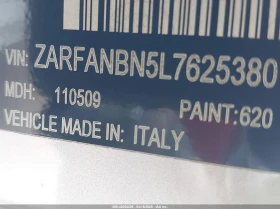 VIN: ZARFANBN5L7625380
MDH: 110509
PAINT: 620
VEHICLE MADE IN: ITALY